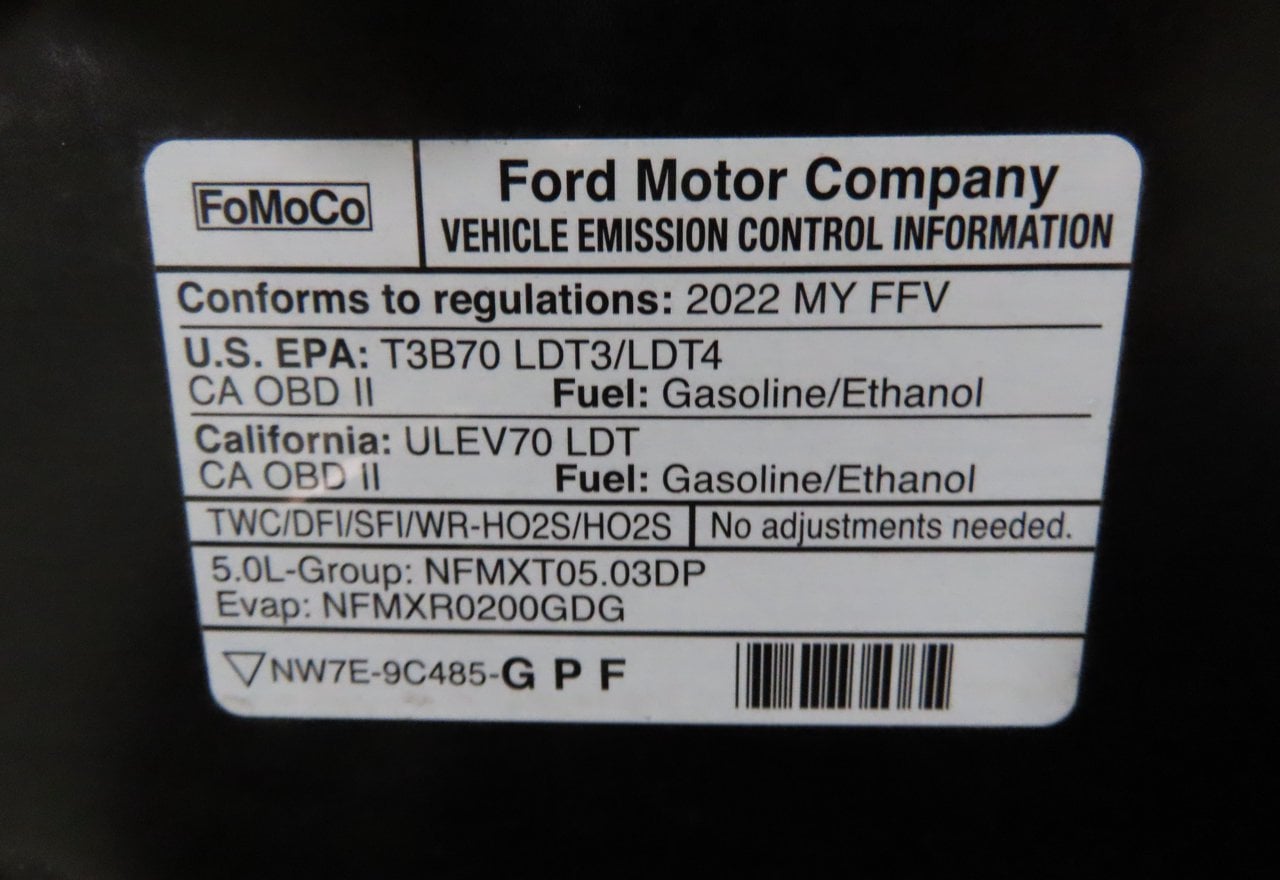 FoMoCo
Ford Motor Company
VEHICLE EMISSION CONTROL INFORMATION
Conforms to regulations: 2022 MY FFV
U.S. EPA: T3B70 LDT3/LDT4
CA OBD II Fuel: Gasoline/Ethanol
California: ULEV70 LDT
CA OBD II Fuel: Gasoline/Ethanol
TWC/DFI/SFI/WR-HO2S/HO2S No adjustments needed.
5.0L-Group: NFMXT05.03DP
Evap: NFMXR0200GDG
▽NW7E-9C485-G P F